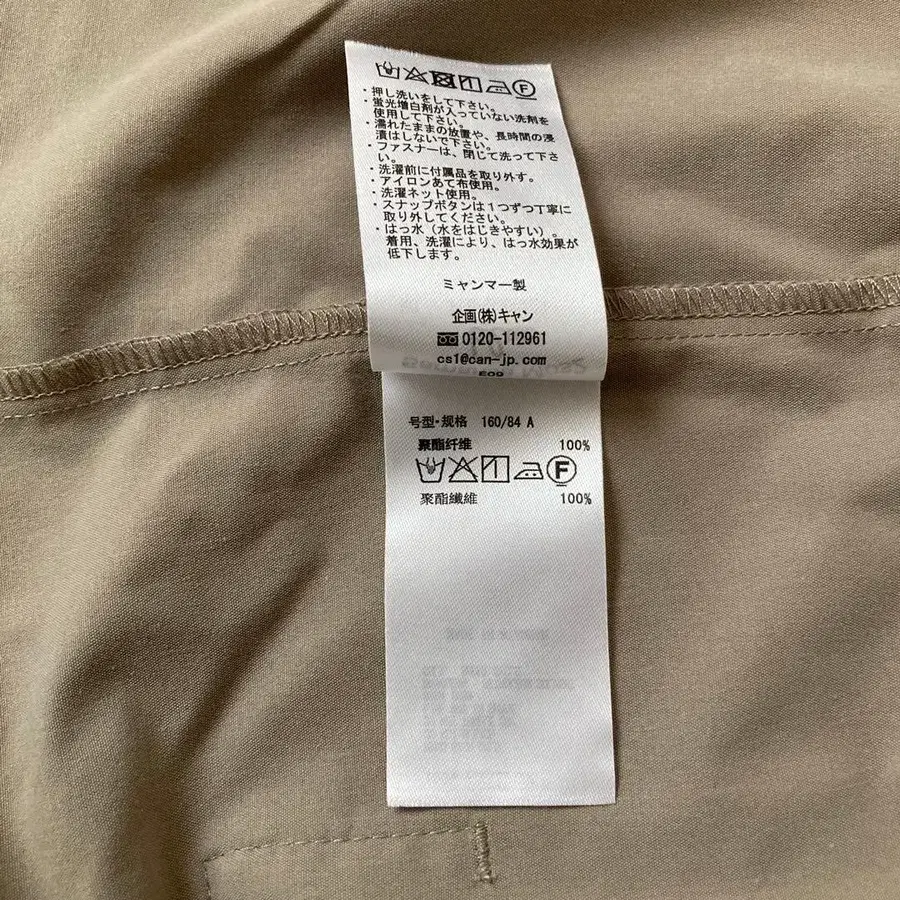 F
・押し洗いをして下さい。
・蛍光増白剤が入っていない洗剤を
使用して下さい。
・濡れたままの放置や、長時間の浸
漬はしないで下さい。
・ファスナーは、閉じて洗って下さ
い。
・洗濯前に付属品を取り外す。
・アイロンあて布使用。
・洗濯ネット使用。
・スナップボタンは1つずつ丁寧に
取り外してください。
・はっ水（水をはじきやすい）。
着用、洗濯により、はっ水効果が
低下します。
ミャンマー製
企画(株)キャン
0120-112961
cs1@can-jp.com
号型·规格 160/84 A
聚酯纤维 100%
F
聚酯纖維 100%